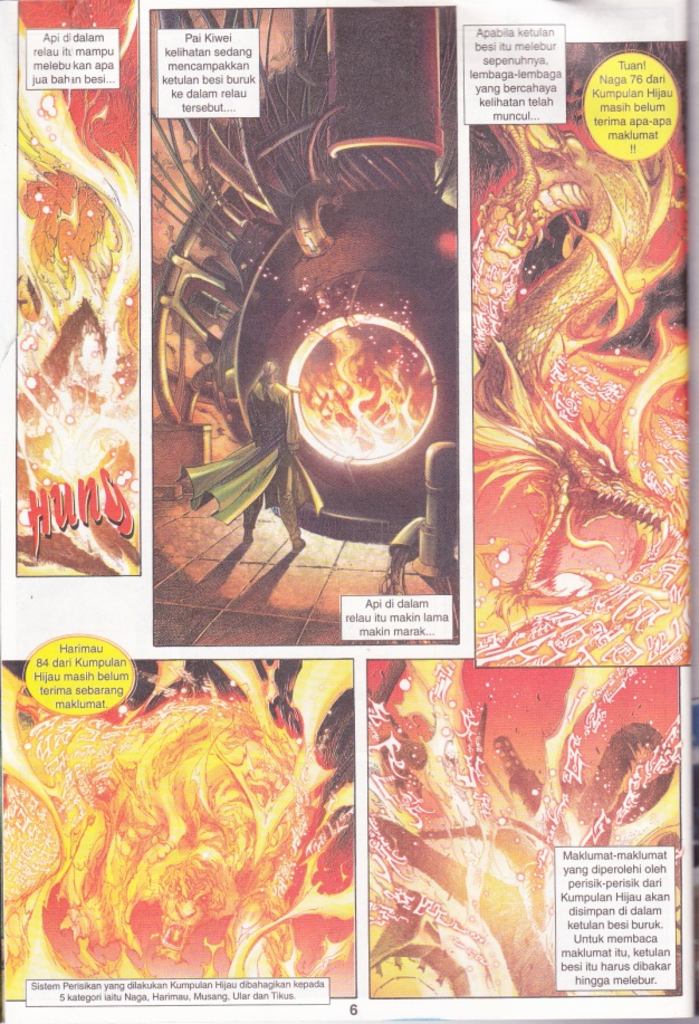 Api di dalam
relau itu mampu
meleburkan apa
jua bahan besi...
Hung
Pai Kiwei
kelihatan sedang
mencampakkan
ketulan besi buruk
ke dalam relau
tersebut....
Api di dalam
relau itu makin lama
makin marak...
Apabila ketulan
besi itu melebur
sepenuhnya,
lembaga-lembaga
yang bercahaya
kelihatan telah
muncul...
Tuan!
Naga 76 dari
Kumpulan Hijau
masih belum
terima apa-apa
maklumat
!!
Harimau
84 dari Kumpulan
Hijau masih belum
terima sebarang
maklumat.
Sistem Perisikan yang dilakukan Kumpulan Hijau dibahagikan kepada
5 kategori iaitu Naga, Harimau, Musang, Ular dan Tikus.
Maklumat-maklumat
yang diperolehi oleh
perisik-perisik dari
Kumpulan Hijau akan
disimpan di dalam
ketulan besi buruk.
Untuk membaca
maklumat itu, ketulan
besi itu harus dibakar
hingga melebur.
6